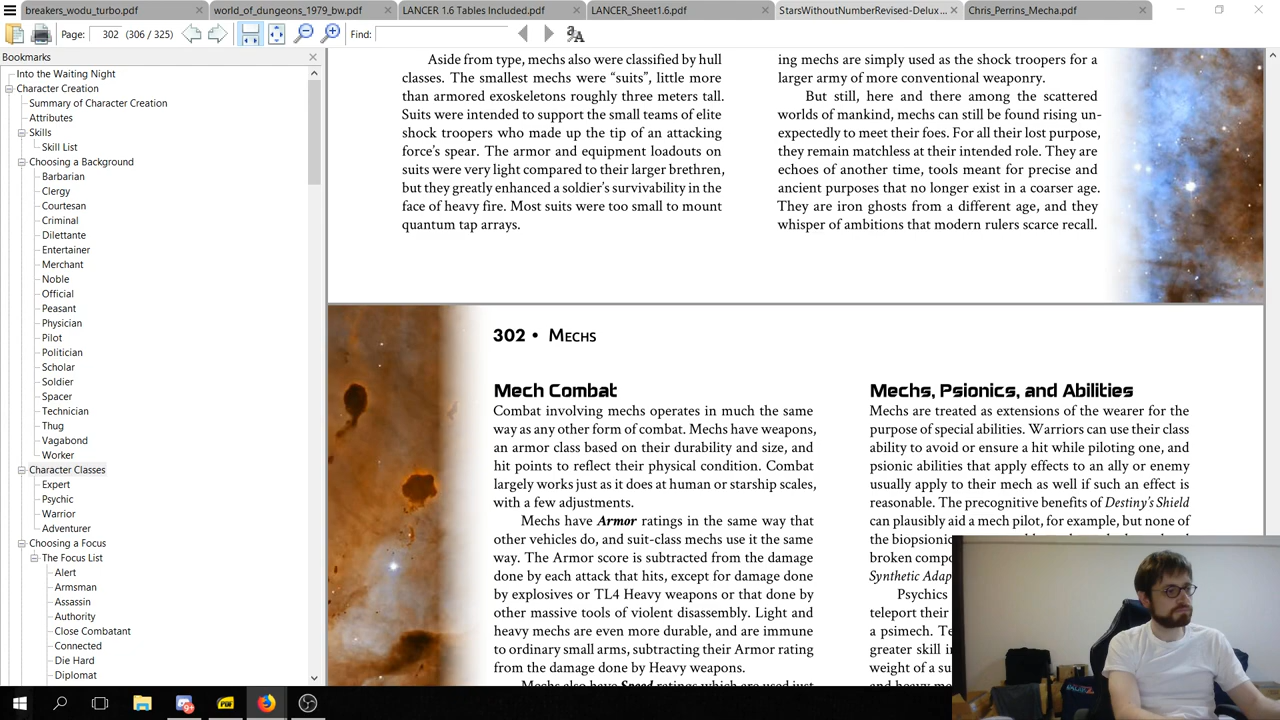 breakers_wodu_turbo.pdf
world_of_dungeons_1979_bw.pdf
LANCER 1.6 Tables Included.pdf
LANCER_Sheet1.6.pdf
StarsWithoutNumberRevised-Delux ...
Chris_Perrins_Mecha.pdf
Page: 302 (306 / 325)
Find:
Bookmarks
Into the Waiting Night
Character Creation
Summary of Character Creation
Attributes
Skills
Skill List
Choosing a Background
Barbarian
Clergy
Courtesan
Criminal
Dilettante
Entertainer
Merchant
Noble
Official
Peasant
Physician
Pilot
Politician
Scholar
Soldier
Spacer
Technician
Thug
Vagabond
Worker
Character Classes
Expert
Psychic
Warrior
Adventurer
Choosing a Focus
The Focus List
Alert
Armsman
Assassin
Authority
Close Combatant
Connected
Die Hard
Diplomat
Aside from type, mechs also were classified by hull
classes. The smallest mechs were “suits”, little more
than armored exoskeletons roughly three meters tall.
Suits were intended to support the small teams of elite
shock troopers who made up the tip of an attacking
force’s spear. The armor and equipment loadouts on
suits were very light compared to their larger brethren,
but they greatly enhanced a soldier’s survivability in the
face of heavy fire. Most suits were too small to mount
quantum tap arrays.
ing mechs are simply used as the shock troopers for a
larger army of more conventional weaponry.
But still, here and there among the scattered
worlds of mankind, mechs can still be found rising un-
expectedly to meet their foes. For all their lost purpose,
they remain matchless at their intended role. They are
echoes of another time, tools meant for precise and
ancient purposes that no longer exist in a coarser age.
They are iron ghosts from a different age, and they
whisper of ambitions that modern rulers scarce recall.
302 • Mechs
Mech Combat
Combat involving mechs operates in much the same
way as any other form of combat. Mechs have weapons,
an armor class based on their durability and size, and
hit points to reflect their physical condition. Combat
largely works just as it does at human or starship scales,
with a few adjustments.
Mechs have Armor ratings in the same way that
other vehicles do, and suit-class mechs use it the same
way. The Armor score is subtracted from the damage
done by each attack that hits, except for damage done
by explosives or TL4 Heavy weapons or that done by
other massive tools of violent disassembly. Light and
heavy mechs are even more durable, and are immune
to ordinary small arms, subtracting their Armor rating
from the damage done by Heavy weapons.
Mechs also have Speed ratings which are used just
Mechs, Psionics, and Abilities
Mechs are treated as extensions of the wearer for the
purpose of special abilities. Warriors can use their class
ability to avoid or ensure a hit while piloting one, and
psionic abilities that apply effects to an ally or enemy
usually apply to their mech as well if such an effect is
reasonable. The precognitive benefits of Destiny’s Shield
can plausibly aid a mech pilot, for example, but none of
the biopsionic
broken compo
Synthetic Adap
Psychics
teleport their
a psimech. Te
greater skill in
weight of a su
and heavy me